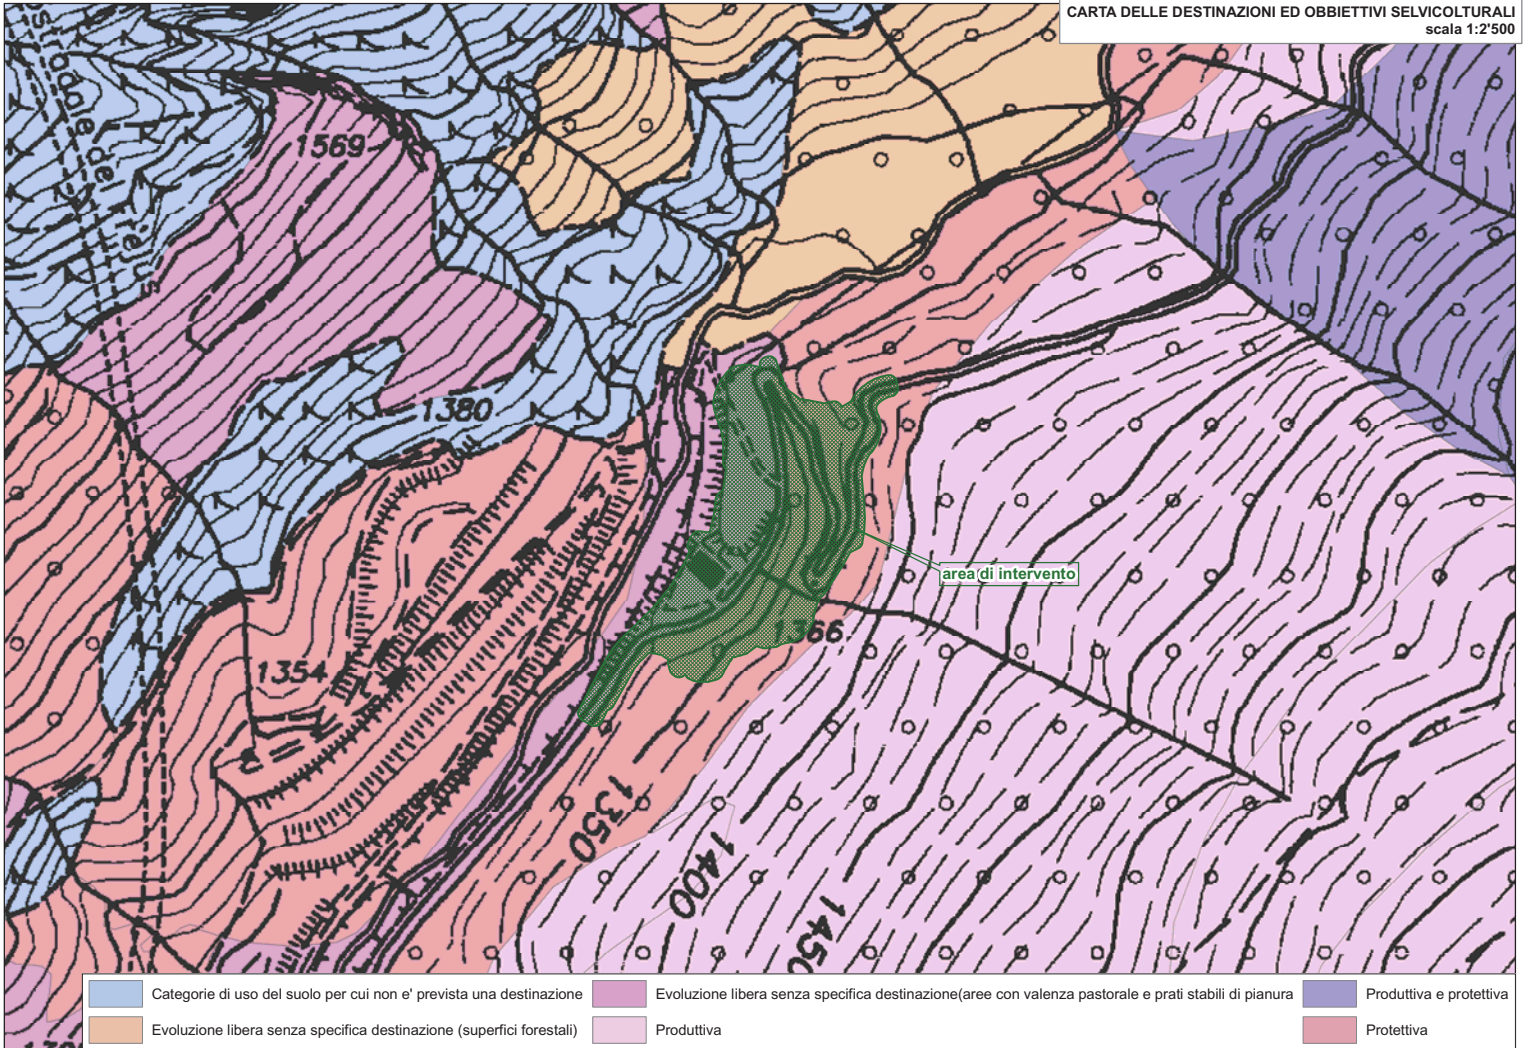 CARTA DELLE DESTINAZIONI ED OBBIETTIVI SELVICOLTURALI
scala 1:2'500
1569
1380
area di intervento
1366
1354
1350
1400
Categorie di uso del suolo per cui non e' prevista una destinazione
Evoluzione libera senza specifica destinazione(aree con valenza pastorale e prati stabili di pianura
Produttiva e protettiva
Evoluzione libera senza specifica destinazione (superfici forestali)
Produttiva
Protettiva